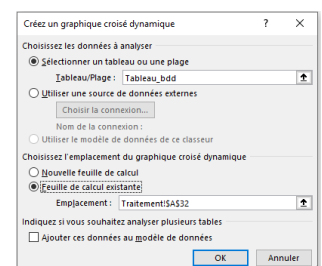 Créez un graphique croisé dynamique ? ×
Choisissez les données à analyser
Sélectionner un tableau ou une plage
Tableau/Plage : Tableau_bdd
Utiliser une source de données externes
Choisir la connexion...
Nom de la connexion :
Utiliser le modèle de données de ce classeur
Choisissez l'emplacement du graphique croisé dynamique
Nouvelle feuille de calcul
Feuille de calcul existante
Emplacement : Traitement!$A$32
Indiquez si vous souhaitez analyser plusieurs tables
Ajouter ces données au modèle de données
OK Annuler